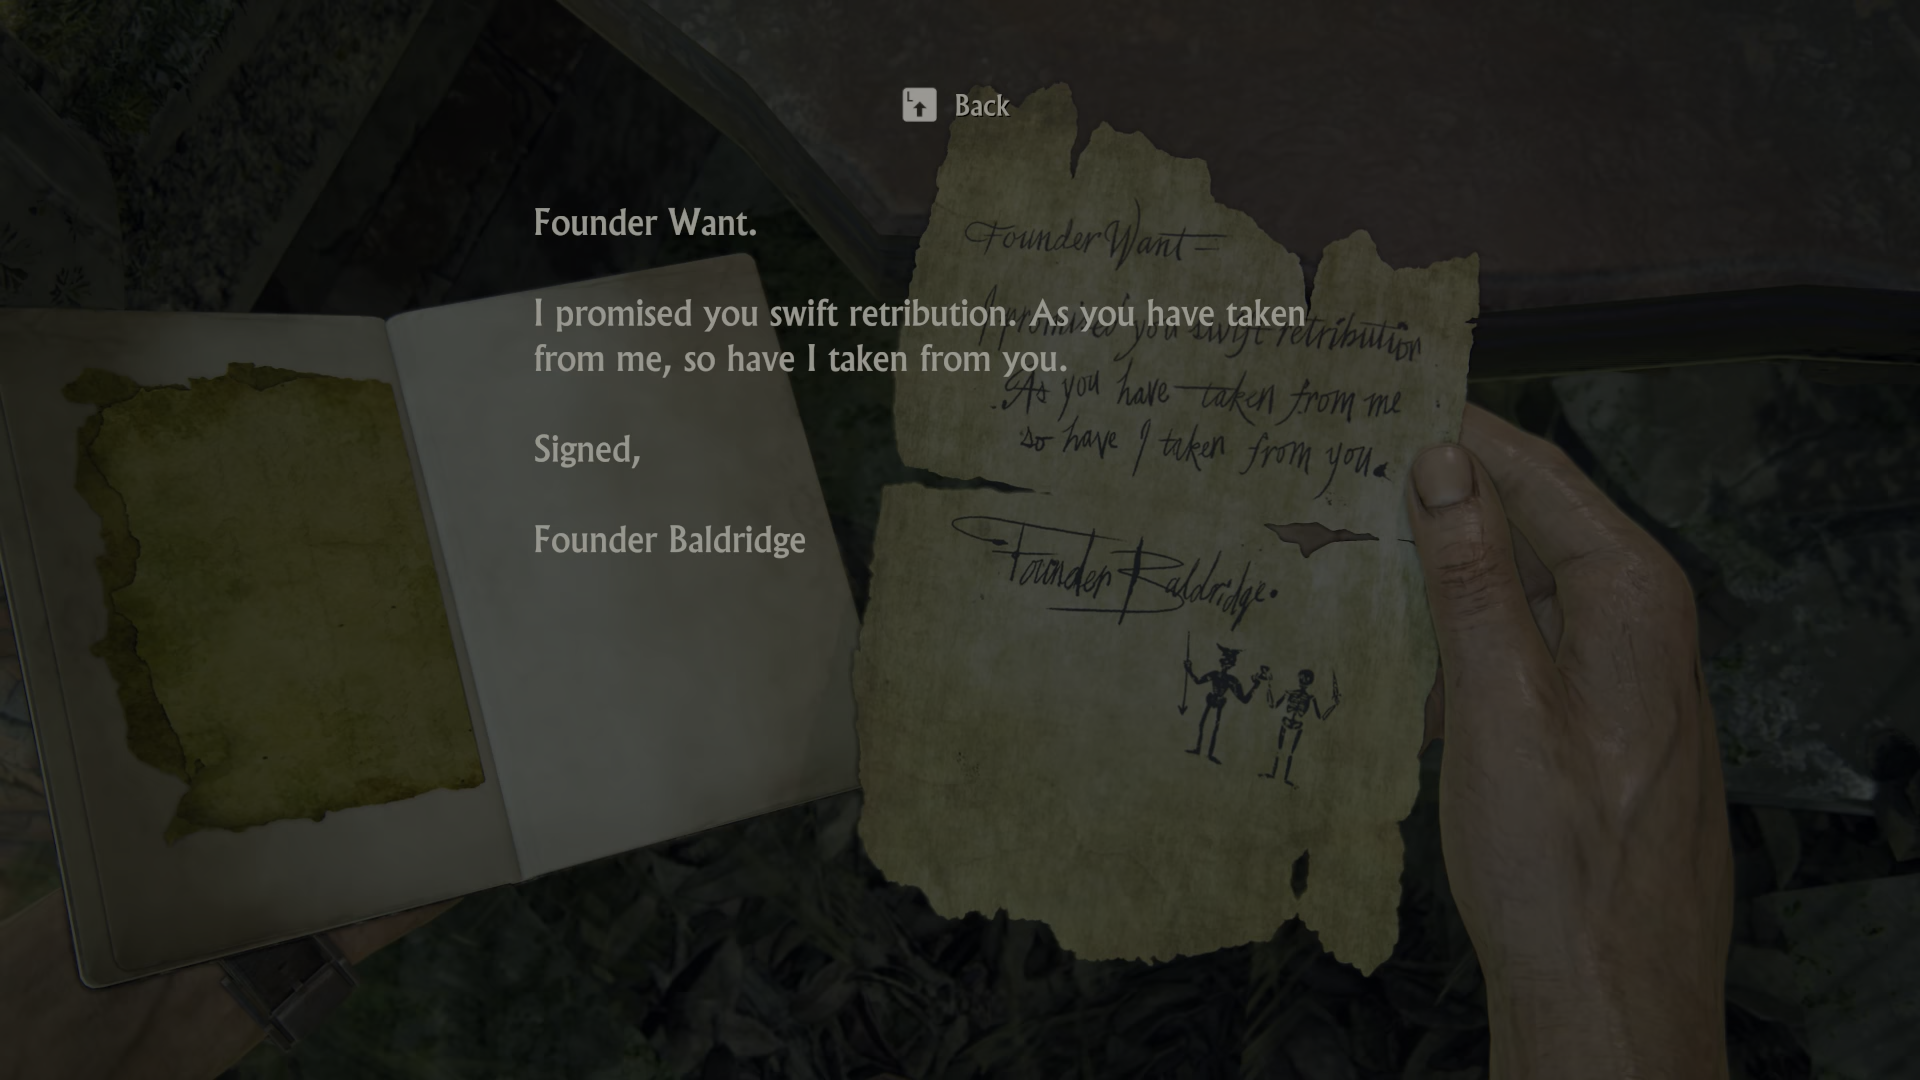 L Back
Founder Want.
I promised you swift retribution. As you have taken
from me, so have I taken from you.
Signed,
Founder Baldridge
Founder Want
I promised you swift retribution
As you have taken from me
so have I taken from you.
Founder Baldridge.